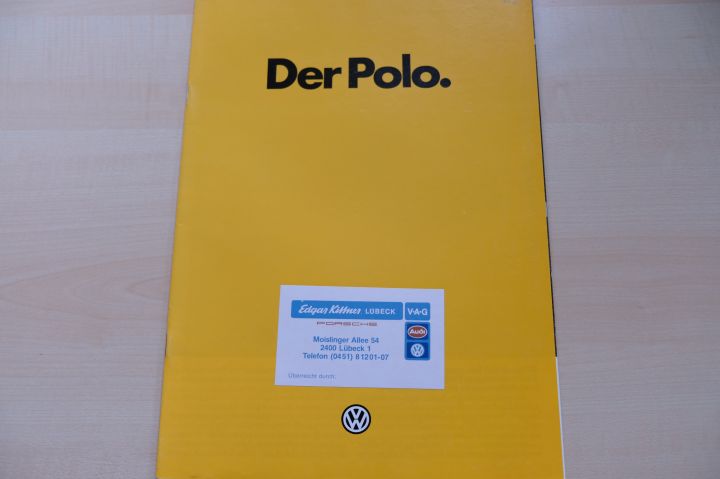 Der Polo.
Edgar Kittner LÜBECK V·A·G
PORSCHE
Audi
Moislinger Allee 54
2400 Lübeck 1
Telefon (0451) 81201-07
Überreicht durch: